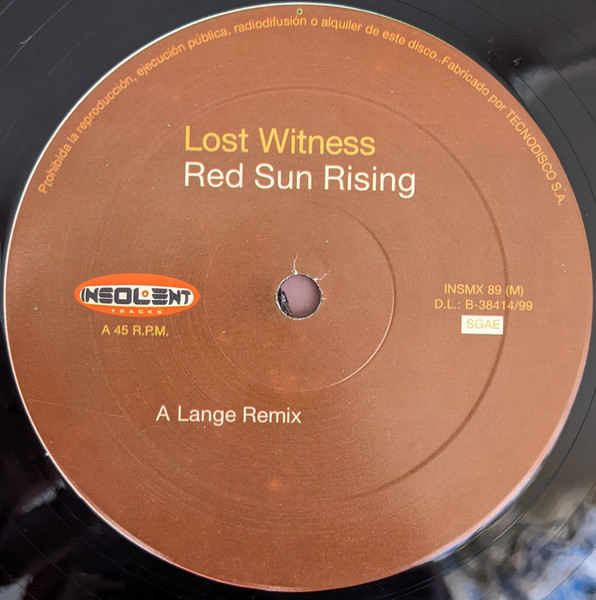 Prohibida la reproducción, ejecución pública, radiodifusión o alquiler de este disco..Fabricado por TECNODISCO S.A.
Lost Witness
Red Sun Rising
INSOLENT
TRACKS
A 45 R.P.M.
INSMX 89 (M)
D.L.: B-38414/99
SGAE
A Lange Remix